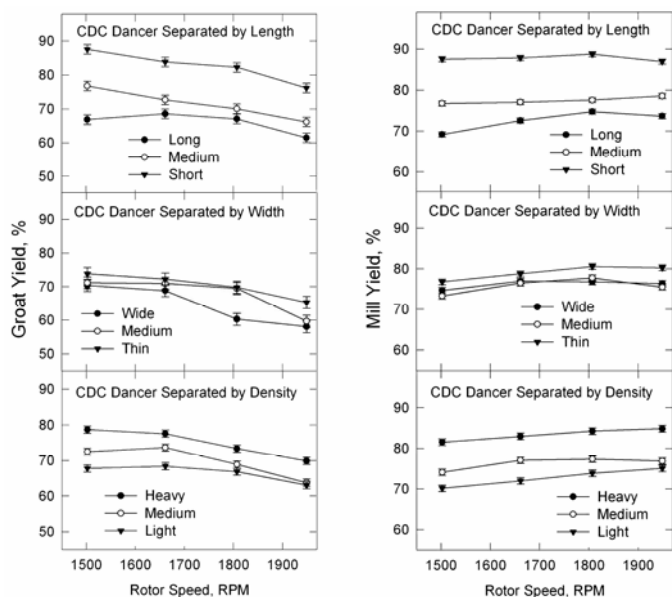 CDC Dancer Separated by Length
90
80
70
60
50
Long
Medium
Short
CDC Dancer Separated by Width
90
80
70
60
50
Wide
Medium
Thin
CDC Dancer Separated by Density
90
80
70
60
50
Heavy
Medium
Light
1500 1600 1700 1800 1900
Rotor Speed, RPM
Groat Yield, %
CDC Dancer Separated by Length
90
80
70
60
Long
Medium
Short
CDC Dancer Separated by Width
90
80
70
60
Wide
Medium
Thin
CDC Dancer Separated by Density
90
80
70
60
Heavy
Medium
Light
1500 1600 1700 1800 1900
Rotor Speed, RPM
Mill Yield, %